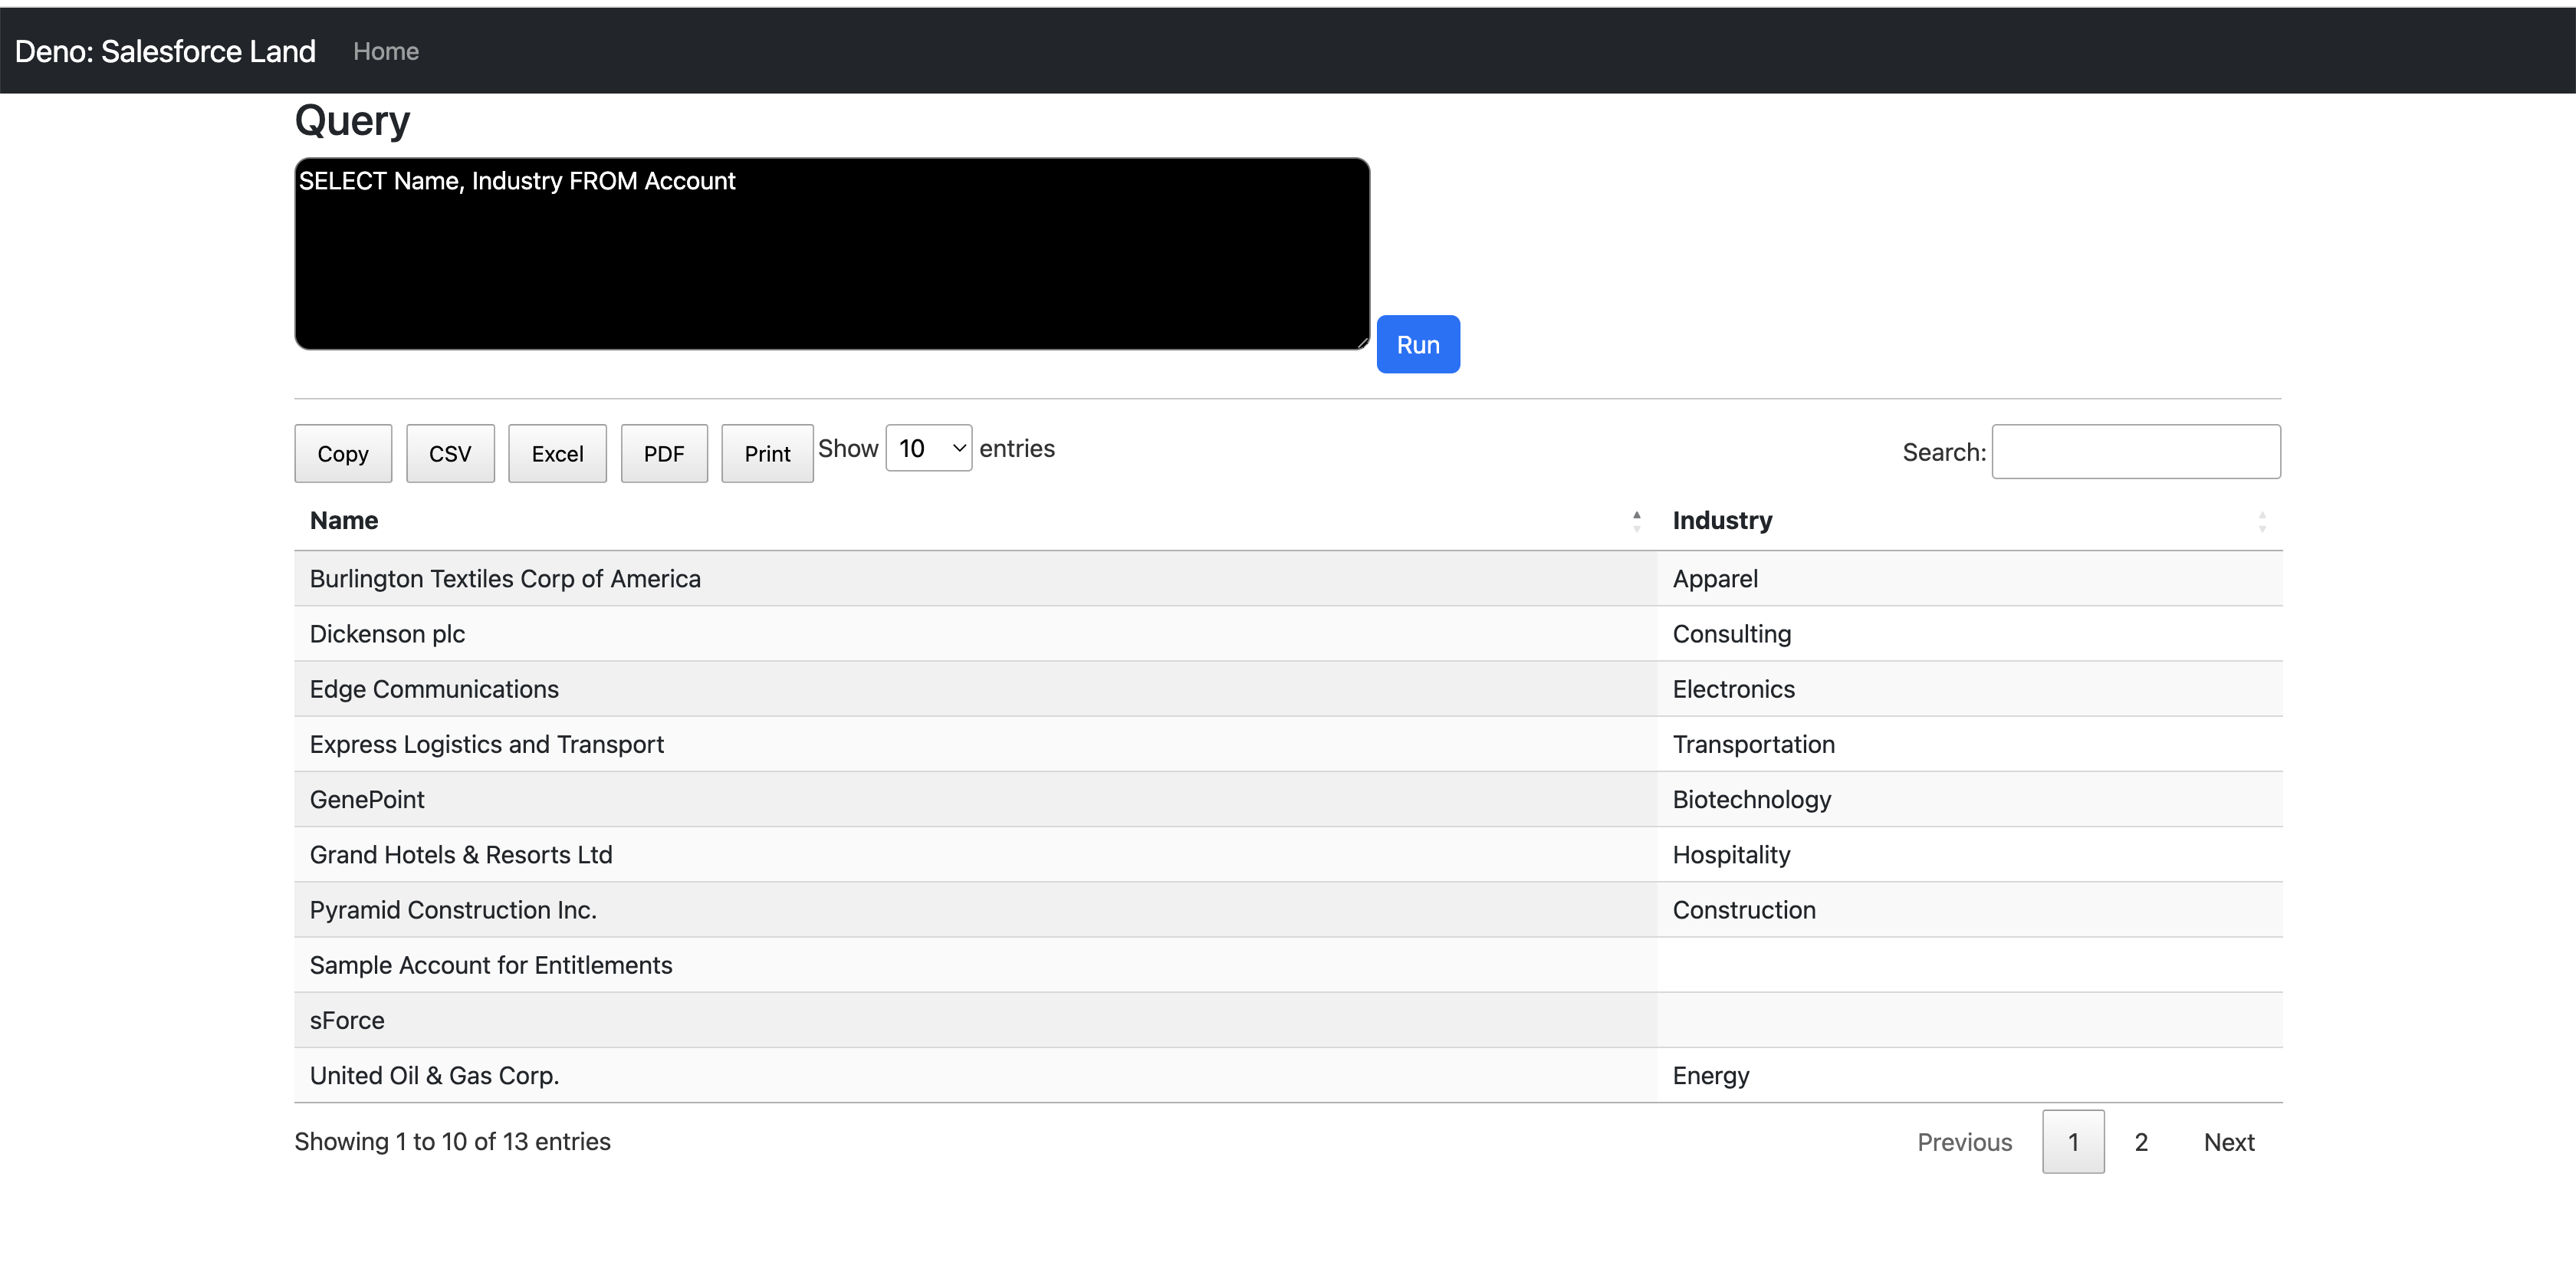 Deno: Salesforce Land Home
Query
SELECT Name, Industry FROM Account
Run
Copy CSV Excel PDF Print Show 10 entries Search:
Name Industry
Burlington Textiles Corp of America Apparel
Dickenson plc Consulting
Edge Communications Electronics
Express Logistics and Transport Transportation
GenePoint Biotechnology
Grand Hotels & Resorts Ltd Hospitality
Pyramid Construction Inc. Construction
Sample Account for Entitlements
sForce
United Oil & Gas Corp. Energy
Showing 1 to 10 of 13 entries Previous 1 2 Next